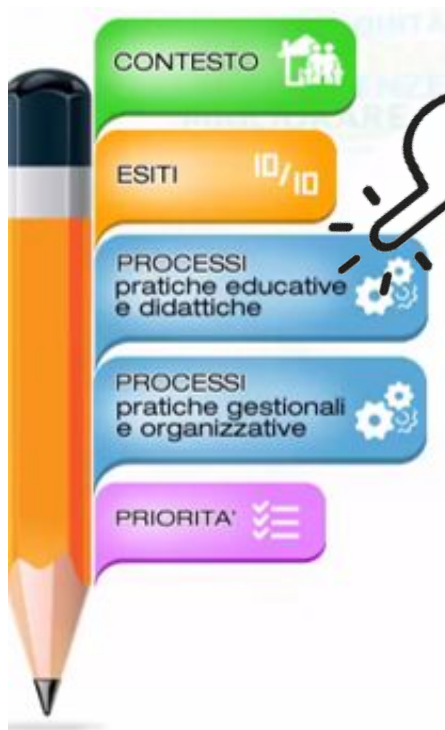 CONTESTO
ESITI
10/10
PROCESSI
pratiche educative
e didattiche
PROCESSI
pratiche gestionali
e organizzative
PRIORITA'